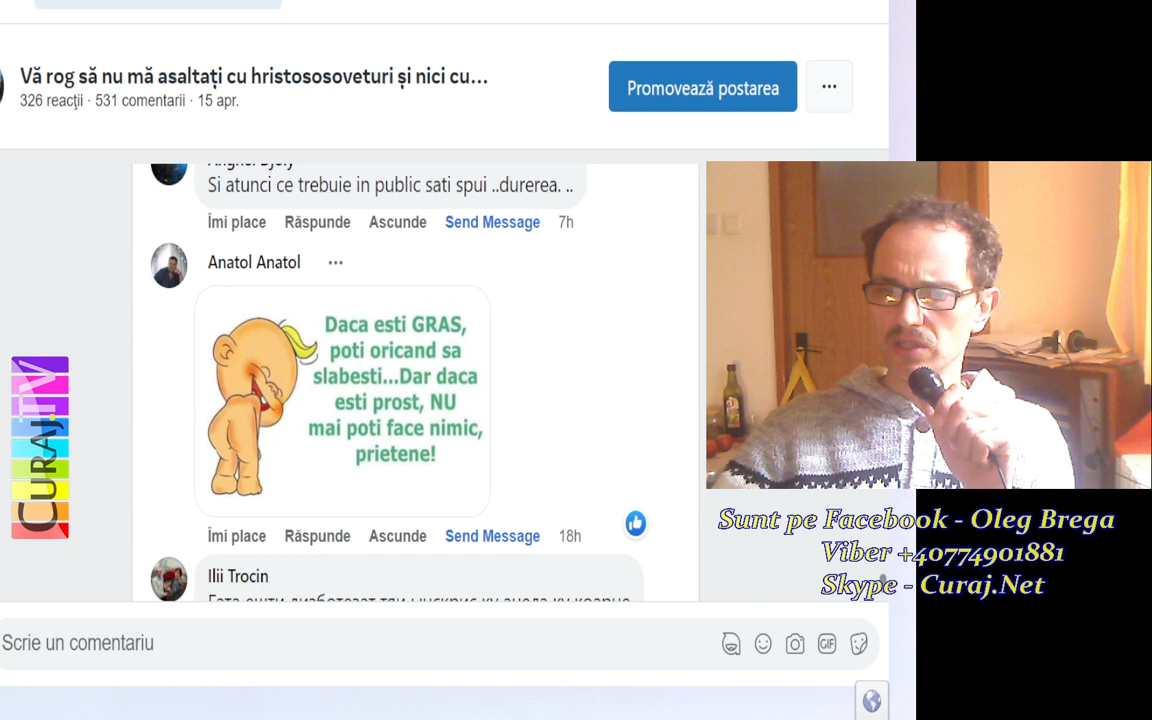 Vă rog să nu mă asaltați cu hristososoveturi și nici cu...
326 reacții · 531 comentarii · 15 apr.
Promovează postarea
Si atunci ce trebuie in public sati spui ..durerea. ..
Îmi place Răspunde Ascunde Send Message 7h
Anatol Anatol
Daca esti GRAS,
poti oricand sa
slabesti...Dar daca
esti prost, NU
mai poti face nimic,
prietene!
Îmi place Răspunde Ascunde Send Message 18h
Ilii Trocin
Scrie un comentariu
GIF
CURAJ.TV
Sunt pe Facebook - Oleg Brega
Viber +40774901881
Skype - Curaj.Net